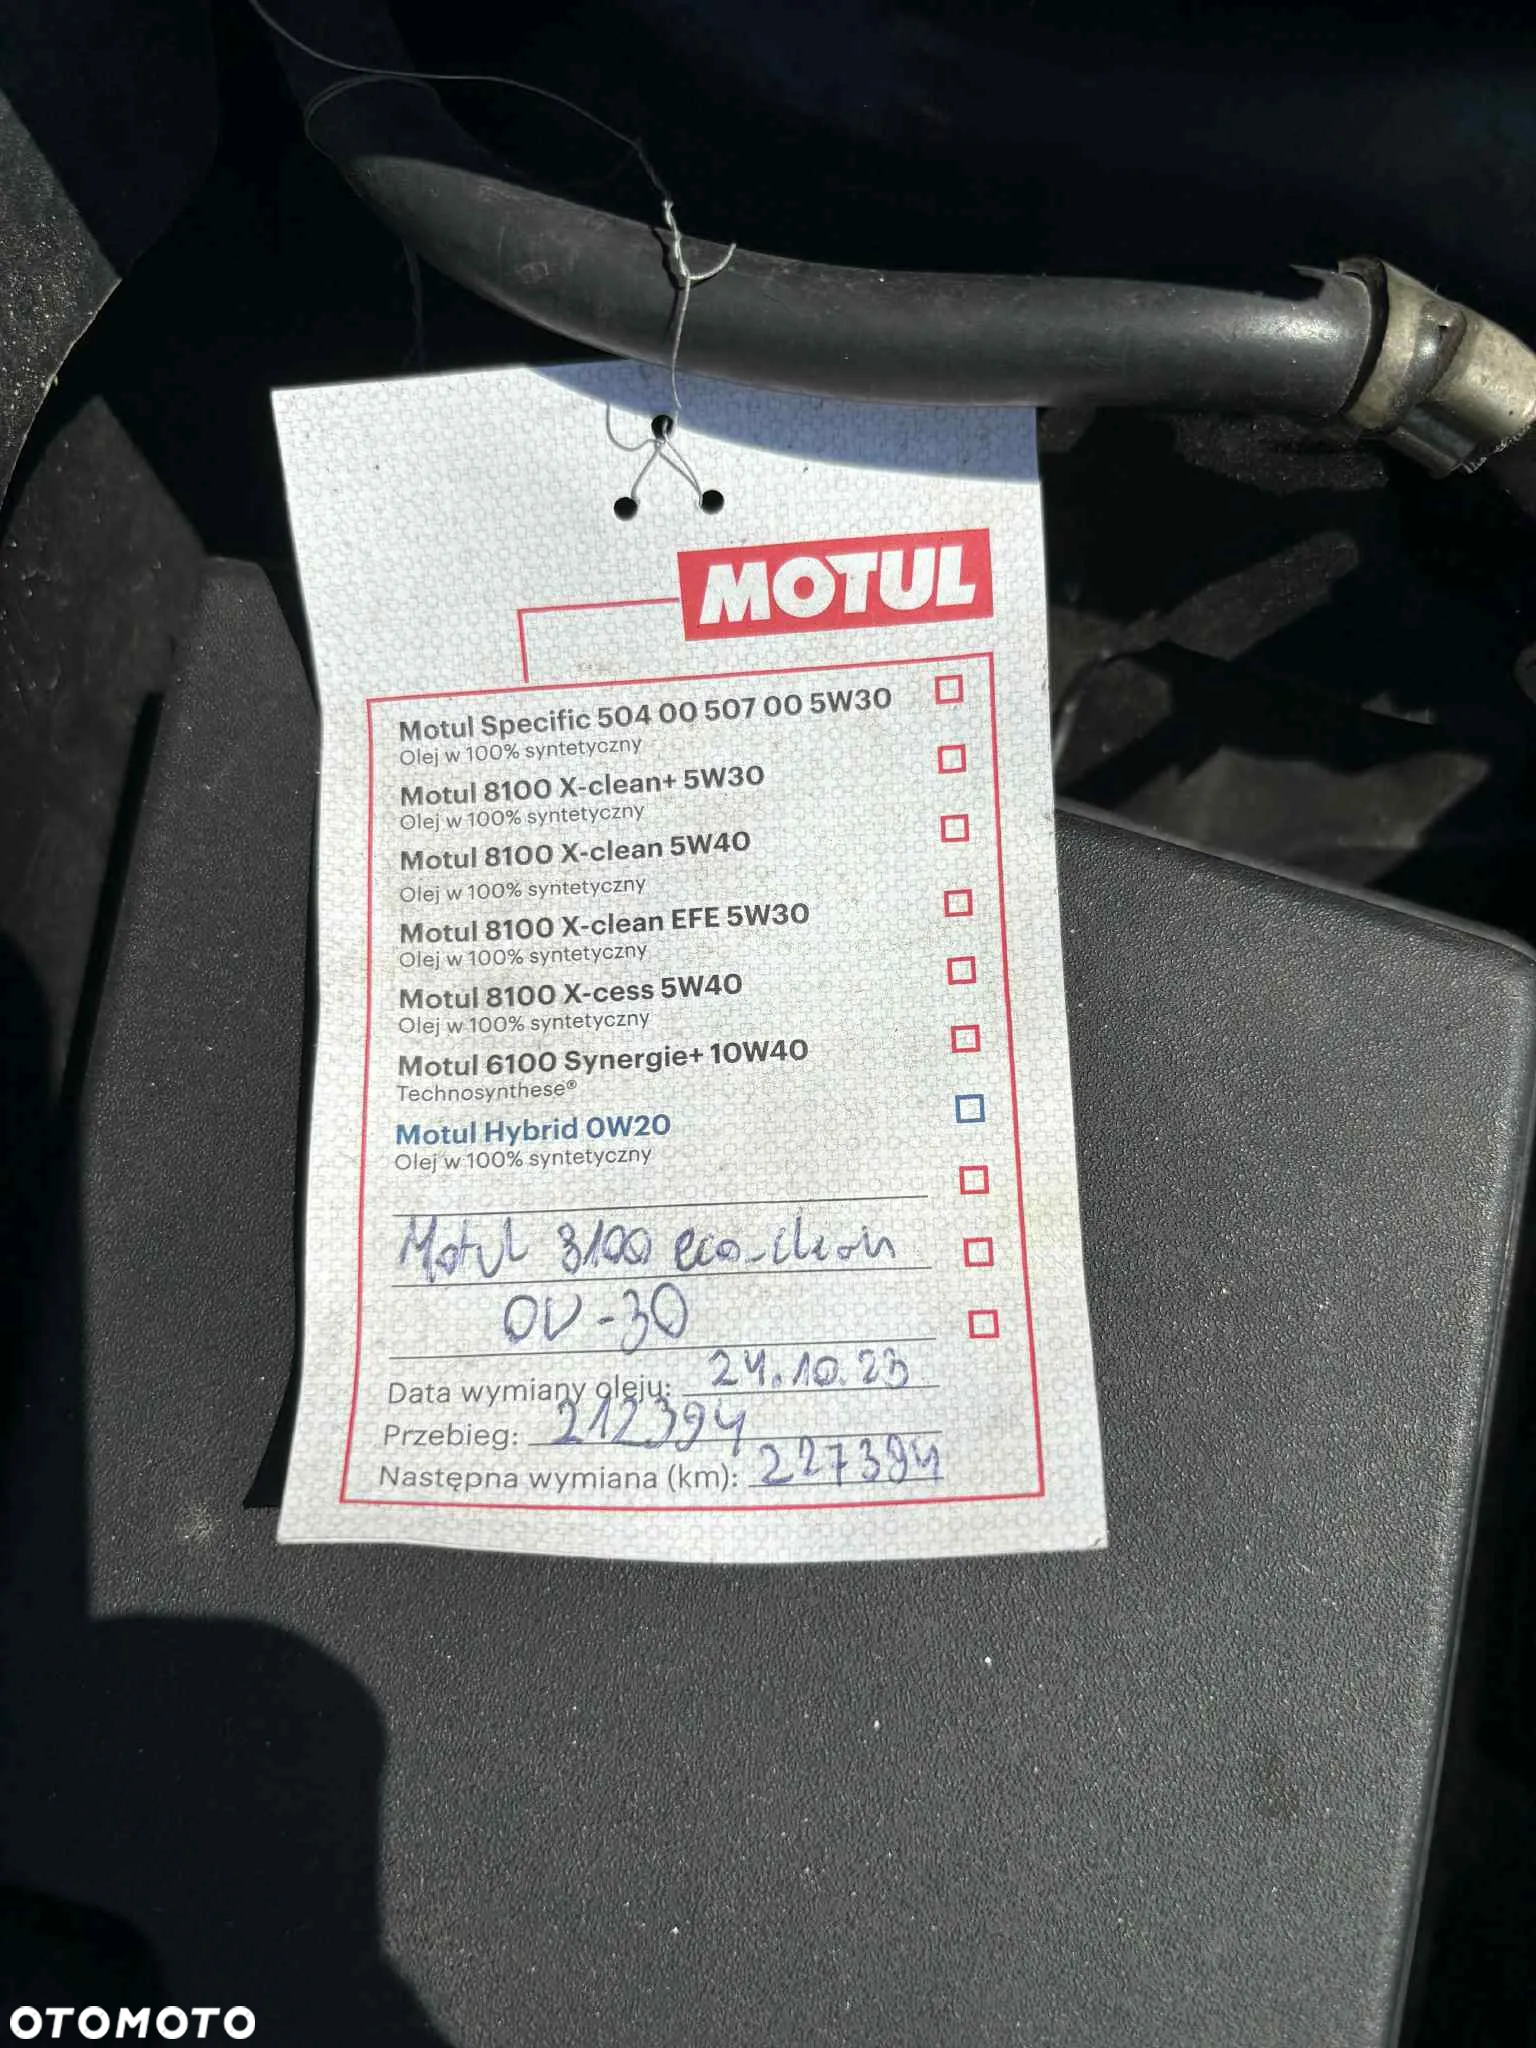 MOTUL
Motul Specific 504 00 507 00 5W30
Olej w 100% syntetyczny
Motul 8100 X-clean+ 5W30
Olej w 100% syntetyczny
Motul 8100 X-clean 5W40
Olej w 100% syntetyczny
Motul 8100 X-clean EFE 5W30
Olej w 100% syntetyczny
Motul 8100 X-cess 5W40
Olej w 100% syntetyczny
Motul 6100 Synergie+ 10W40
Technosynthese®
Motul Hybrid 0W20
Olej w 100% syntetyczny
Motul 8100 eco-clean
0W-30
Data wymiany oleju: 24.10.23
Przebieg: 212394
Następna wymiana (km): 227394
OTOMOTO